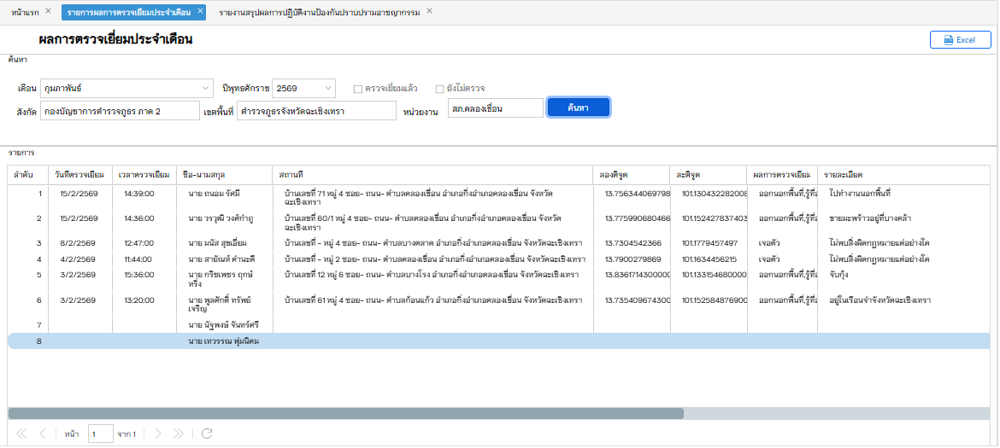 หน้าแรก × รายการผลการตรวจเยี่ยมประจำเดือน × รายงานสรุปผลการปฏิบัติงานป้องกันปราบปรามอาชญากรรม ×
ผลการตรวจเยี่ยมประจำเดือน Excel
ค้นหา
เดือน กุมภาพันธ์ ปีพุทธศักราช 2569 ตรวจเยี่ยมแล้ว ยังไม่ตรวจ
สังกัด กองบัญชาการตำรวจภูธร ภาค 2 เขตพื้นที่ ตำรวจภูธรจังหวัดฉะเชิงเทรา หน่วยงาน สภ.คลองเขื่อน ค้นหา
รายการ
ลำดับ วันที่ตรวจเยี่ยม เวลาตรวจเยี่ยม ชื่อ-นามสกุล สถานที่ ลองติจูด ละติจูด ผลการตรวจเยี่ยม รายละเอียด
1 15/2/2569 14:39:00 นาย ถนอม รัศมี บ้านเลขที่ 71 หมู่ 4 ซอย- ถนน- ตำบลคลองเขื่อน อำเภอกิ่งอำเภอคลองเขื่อน จังหวัด 13.756344069798 101.130432282008 ออกนอกพื้นที่,รู้ที่อ ไปทำงานนอกพื้นที่
ฉะเชิงเทรา
2 15/2/2569 14:36:00 นาย วรวุฒิ วงศ์กำภู บ้านเลขที่ 60/1 หมู่ 4 ซอย- ถนน- ตำบลคลองเขื่อน อำเภอกิ่งอำเภอคลองเขื่อน จังหวัด 13.775990680466 101.152427837403 ออกนอกพื้นที่,รู้ที่อ ขายมะพร้าวอยู่ที่บางคล้า
ฉะเชิงเทรา
3 8/2/2569 12:47:00 นาย มนัส สุขเอี่ยม บ้านเลขที่ - หมู่ 4 ซอย- ถนน- ตำบลบางตลาด อำเภอกิ่งอำเภอคลองเขื่อน จังหวัดฉะเชิงเทรา 13.7304542366 101.1779457497 เจอตัว ไม่พบสิ่งผิดกฎหมายแต่อย่างใด
4 4/2/2569 11:44:00 นาย สายัณห์ คำนะดี บ้านเลขที่ - หมู่ 2 ซอย- ถนน- ตำบลคลองเขื่อน อำเภอกิ่งอำเภอคลองเขื่อน จังหวัดฉะเชิงเทรา 13.7900279869 101.1634456215 เจอตัว ไม่พบสิ่งผิดกฎหมายแต่อย่างใด
5 3/2/2569 15:36:00 นาย กริชเพชร ฤกษ์ บ้านเลขที่ 12 หมู่ 6 ซอย- ถนน- ตำบลบางโรง อำเภอกิ่งอำเภอคลองเขื่อน จังหวัดฉะเชิงเทรา 13.8361714300000 101.133154680000 ออกนอกพื้นที่,รู้ที่อ จับกุ้ง
หรั่ง
6 3/2/2569 13:20:00 นาย พูลศักดิ์ ทรัพย์ บ้านเลขที่ 61 หมู่ 4 ซอย- ถนน- ตำบลก้อนแก้ว อำเภอกิ่งอำเภอคลองเขื่อน จังหวัดฉะเชิงเทรา 13.735409674300 101.152584876900 ออกนอกพื้นที่,รู้ที่อ อยู่ในเรือนจำจังหวัดฉะเชิงเทรา
เจริญ
7 นาย นัฐพงษ์ จันทร์ศรี
8 นาย เทวรรณ พุ่มนิคม
หน้า 1 จาก 1